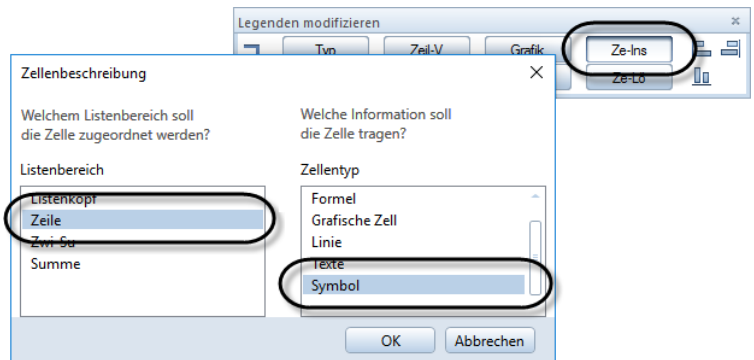 Legenden modifizieren
Typ Zeil-V Grafik Ze-Ins
Ze-Lö
Zellenbeschreibung
Welchem Listenbereich soll
die Zelle zugeordnet werden?
Listenbereich
Listenkopf
Zeile
Zwi-Su
Summe
Welche Information soll
die Zelle tragen?
Zellentyp
Formel
Grafische Zell
Linie
Texte
Symbol
OK Abbrechen